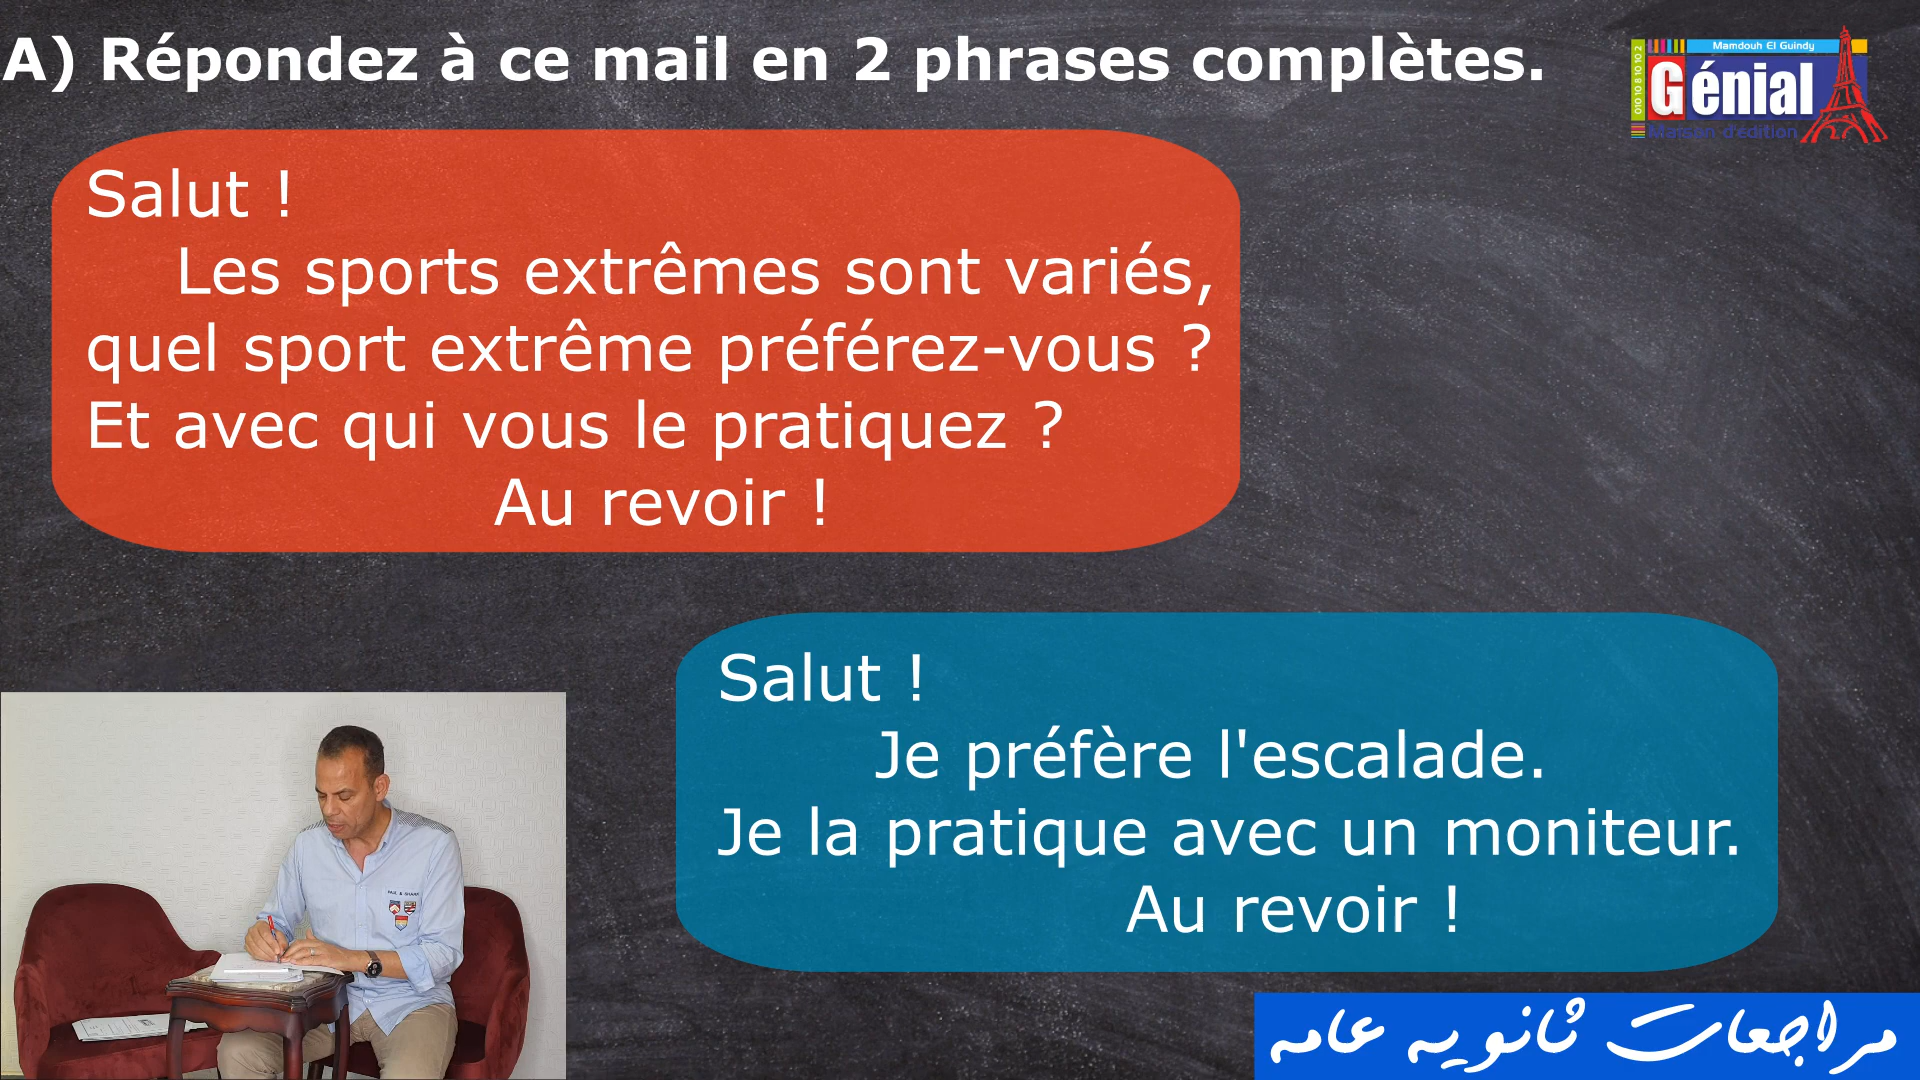 A) Répondez à ce mail en 2 phrases complètes.
Mamdouh El Guindy
Génial
Maison d'édition
Salut !
Les sports extrêmes sont variés,
quel sport extrême préférez-vous ?
Et avec qui vous le pratiquez ?
Au revoir !
Salut !
Je préfère l'escalade.
Je la pratique avec un moniteur.
Au revoir !
مراجعات ثانويه عامه